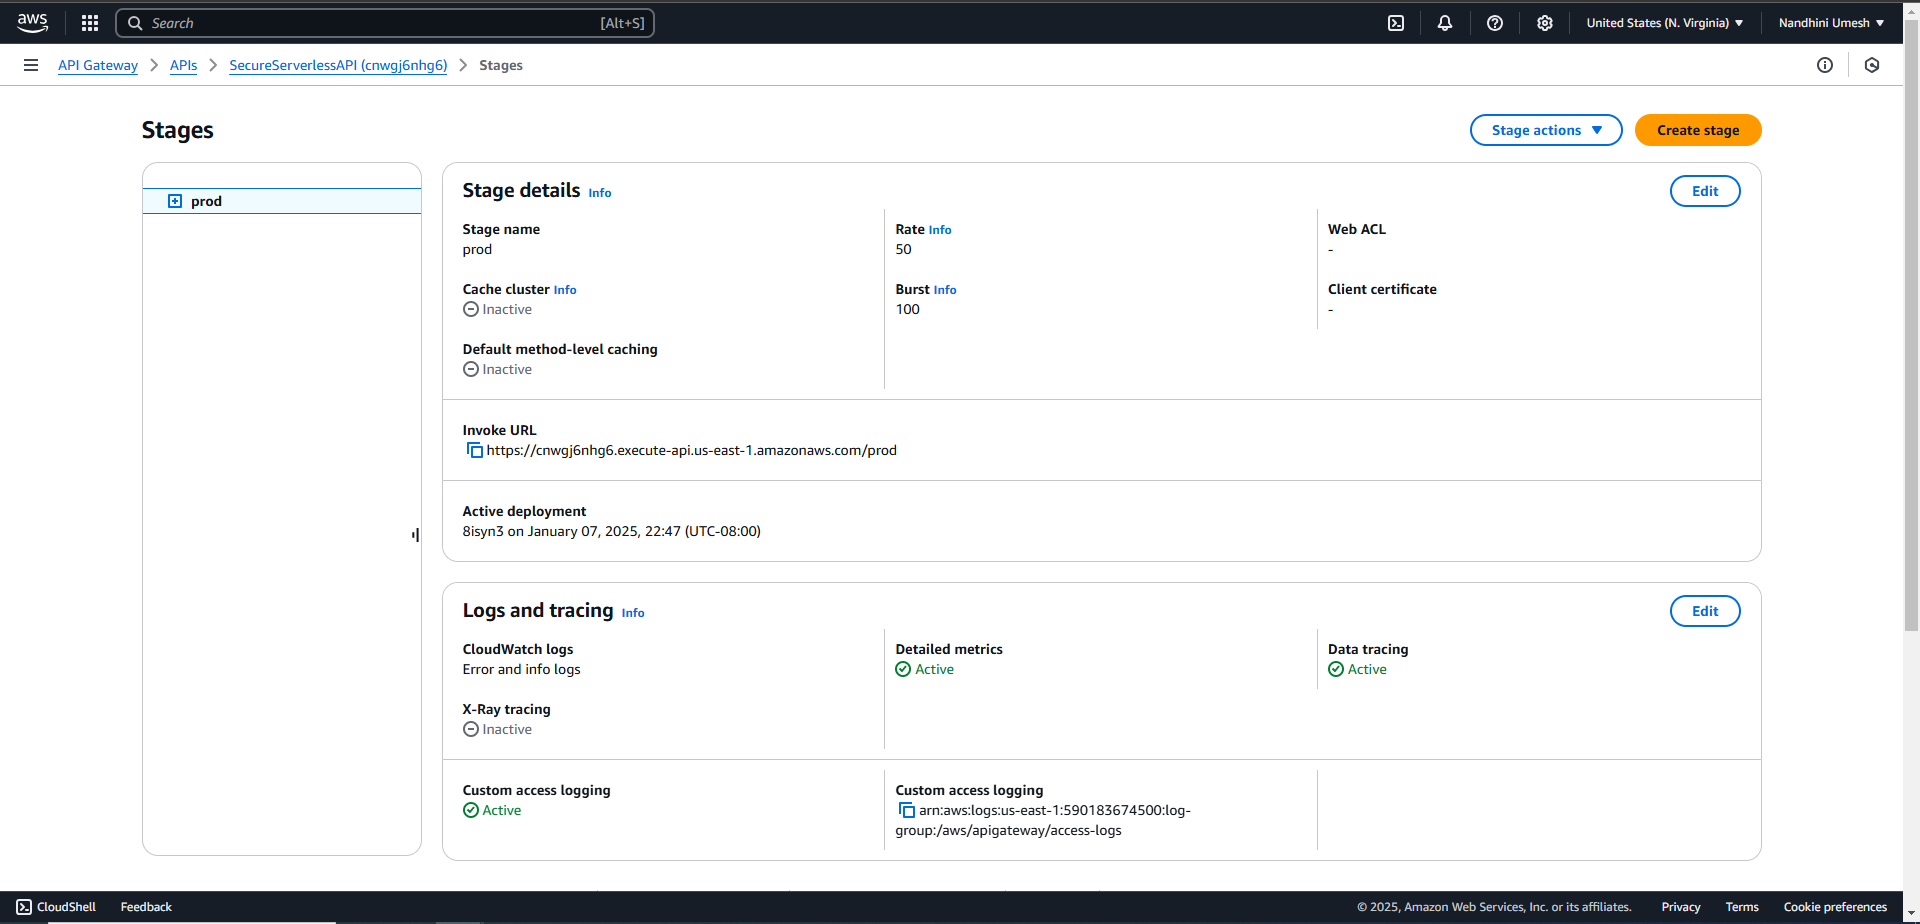 aws
Search [Alt+S]
United States (N. Virginia)
Nandhini Umesh
API Gateway
APIs
SecureServerlessAPI (cnwgj6nhg6)
Stages
Stages
Stage actions
Create stage
prod
Stage details Info
Edit
Stage name
prod
Rate Info
50
Web ACL
-
Cache cluster Info
Inactive
Burst Info
100
Client certificate
-
Default method-level caching
Inactive
Invoke URL
https://cnwgj6nhg6.execute-api.us-east-1.amazonaws.com/prod
Active deployment
8isyn3 on January 07, 2025, 22:47 (UTC-08:00)
Logs and tracing Info
Edit
CloudWatch logs
Error and info logs
Detailed metrics
Active
Data tracing
Active
X-Ray tracing
Inactive
Custom access logging
Active
Custom access logging
arn:aws:logs:us-east-1:590183674500:log-
group:/aws/apigateway/access-logs
CloudShell
Feedback
© 2025, Amazon Web Services, Inc. or its affiliates.
Privacy
Terms
Cookie preferences